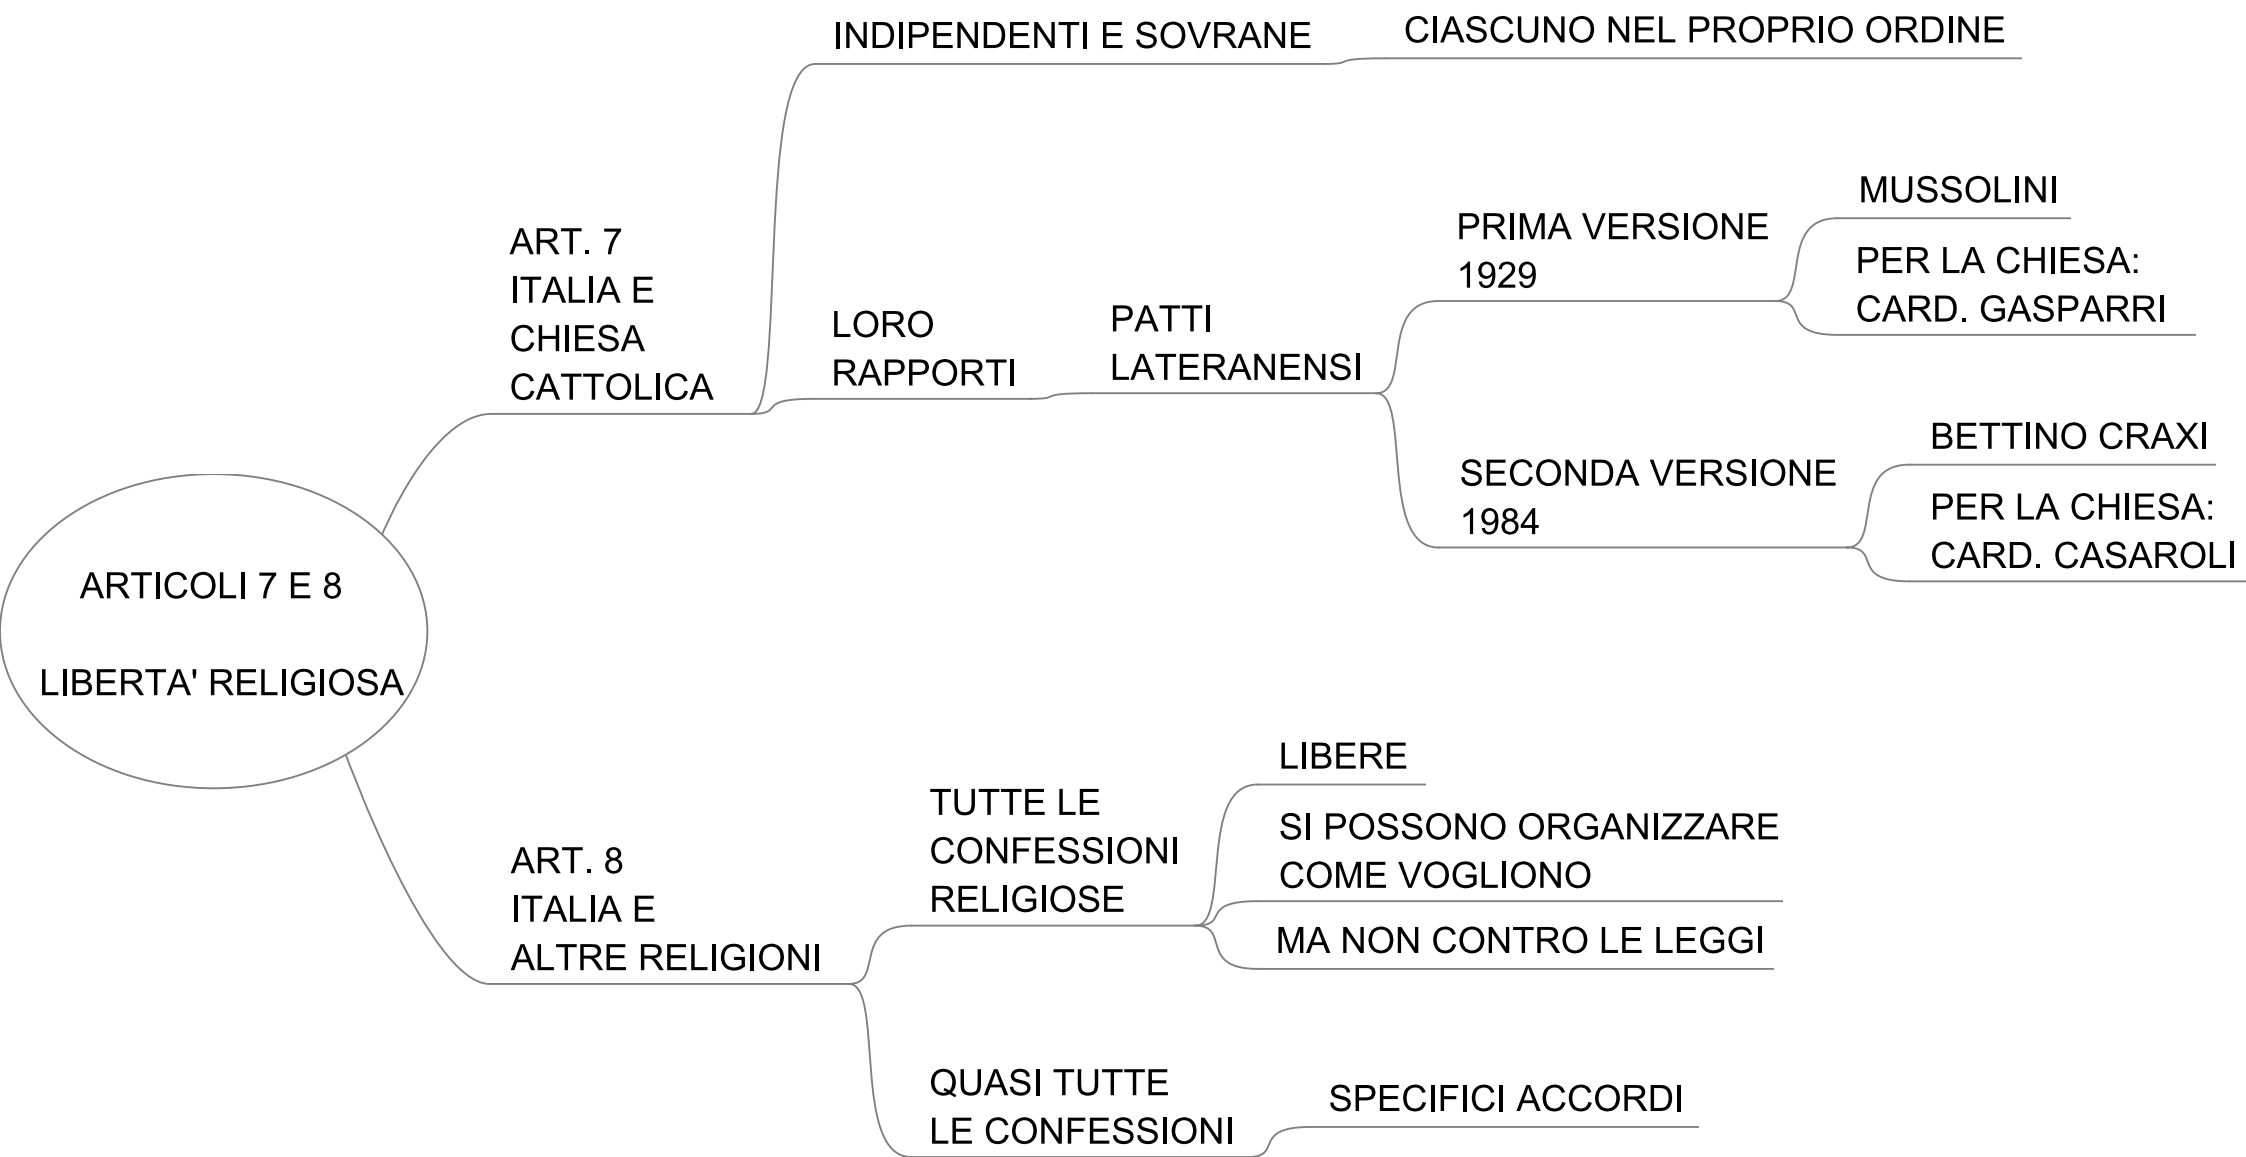 ARTICOLI 7 E 8
LIBERTA' RELIGIOSA
ART. 7
ITALIA E
CHIESA
CATTOLICA
INDIPENDENTI E SOVRANE
CIASCUNO NEL PROPRIO ORDINE
LORO
RAPPORTI
PATTI
LATERANENSI
PRIMA VERSIONE
1929
MUSSOLINI
PER LA CHIESA:
CARD. GASPARRI
SECONDA VERSIONE
1984
BETTINO CRAXI
PER LA CHIESA:
CARD. CASAROLI
ART. 8
ITALIA E
ALTRE RELIGIONI
TUTTE LE
CONFESSIONI
RELIGIOSE
LIBERE
SI POSSONO ORGANIZZARE
COME VOGLIONO
MA NON CONTRO LE LEGGI
QUASI TUTTE
LE CONFESSIONI
SPECIFICI ACCORDI